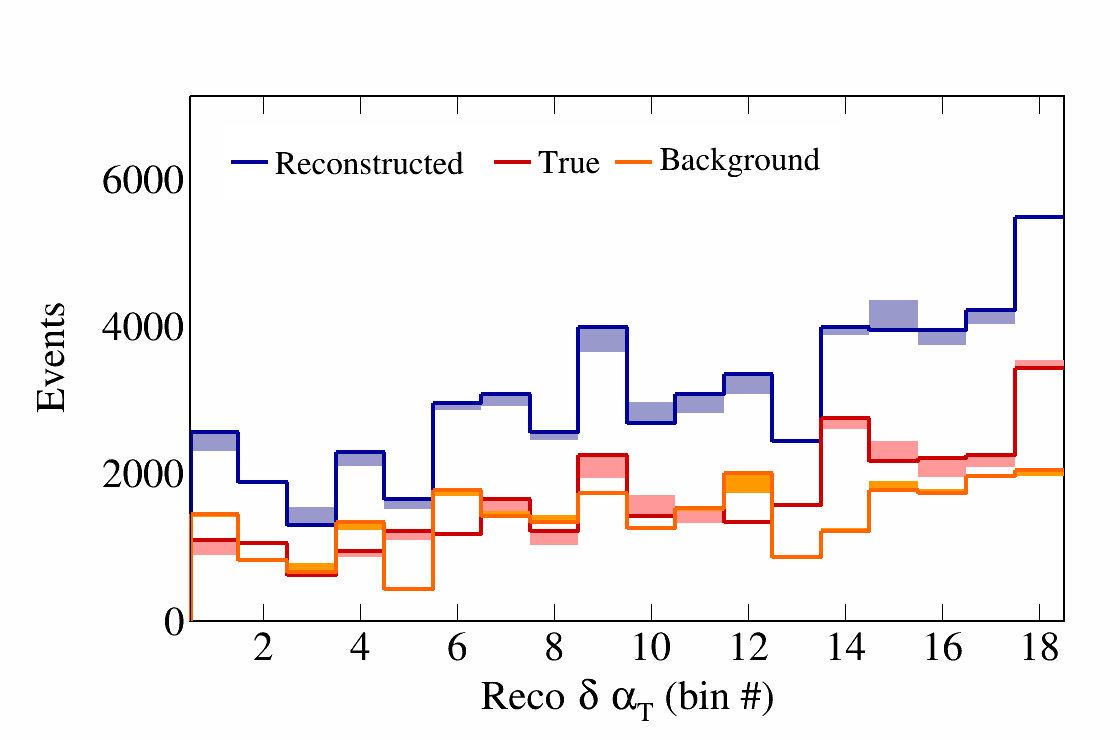 Reconstructed True Background
6000
4000
2000
0
Events
2 4 6 8 10 12 14 16 18
Reco δ α_T (bin #)